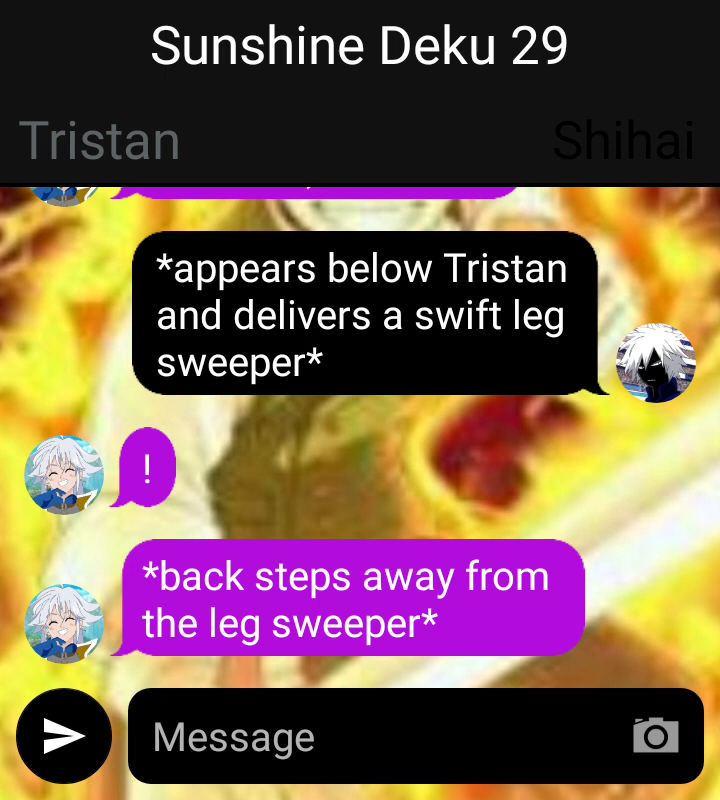 Sunshine Deku 29
Tristan
Shihai
*appears below Tristan
and delivers a swift leg
sweeper*
!
*back steps away from
the leg sweeper*
Message